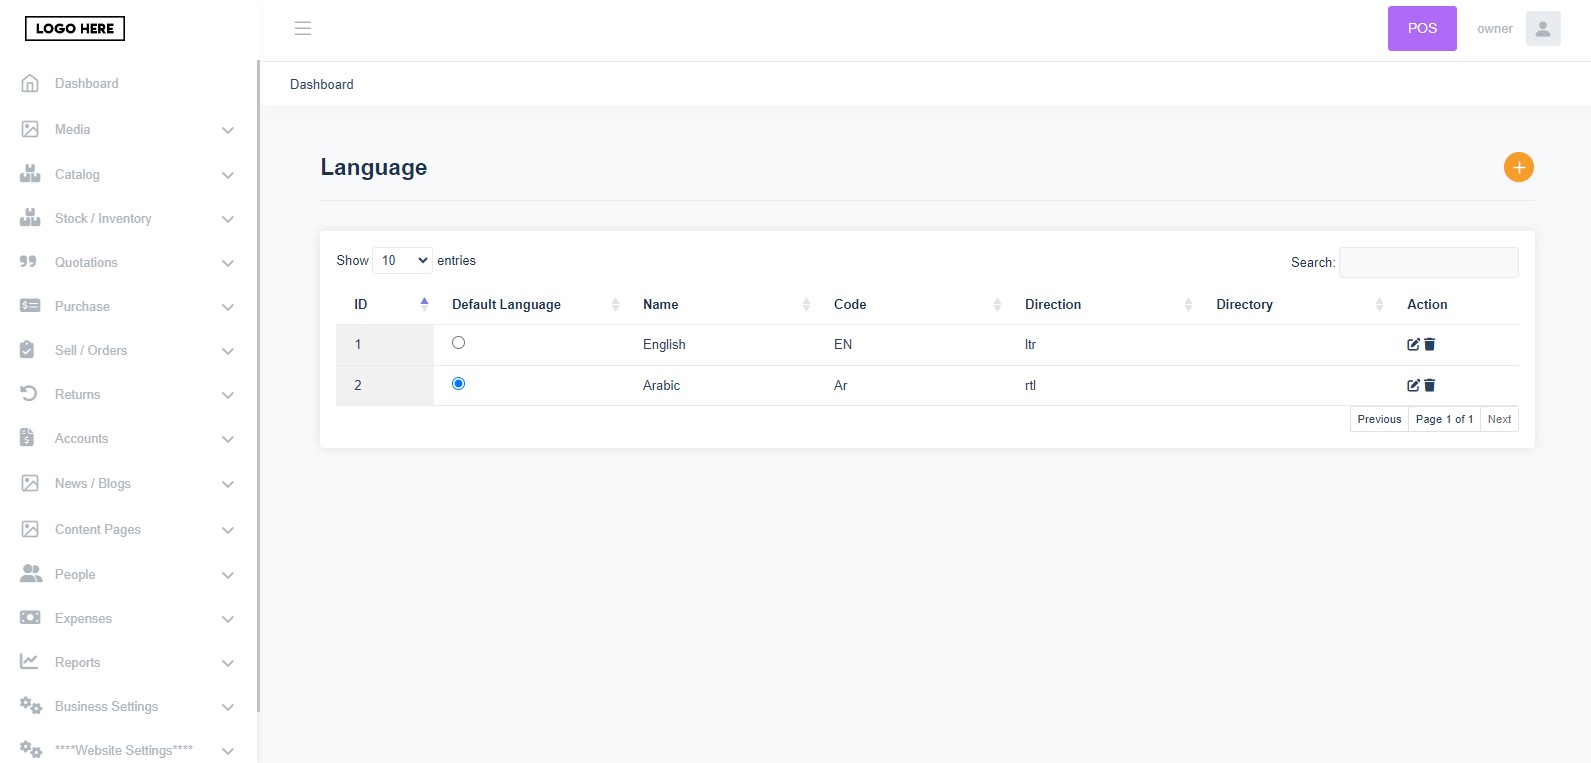 LOGO HERE
POS
owner
Dashboard
Media
Catalog
Stock / Inventory
Quotations
Purchase
Sell / Orders
Returns
Accounts
News / Blogs
Content Pages
People
Expenses
Reports
Business Settings
****Website Settings****
Dashboard
Language
Show 10 entries
Search:
ID Default Language Name Code Direction Directory Action
1 English EN ltr
2 Arabic Ar rtl
Previous Page 1 of 1 Next